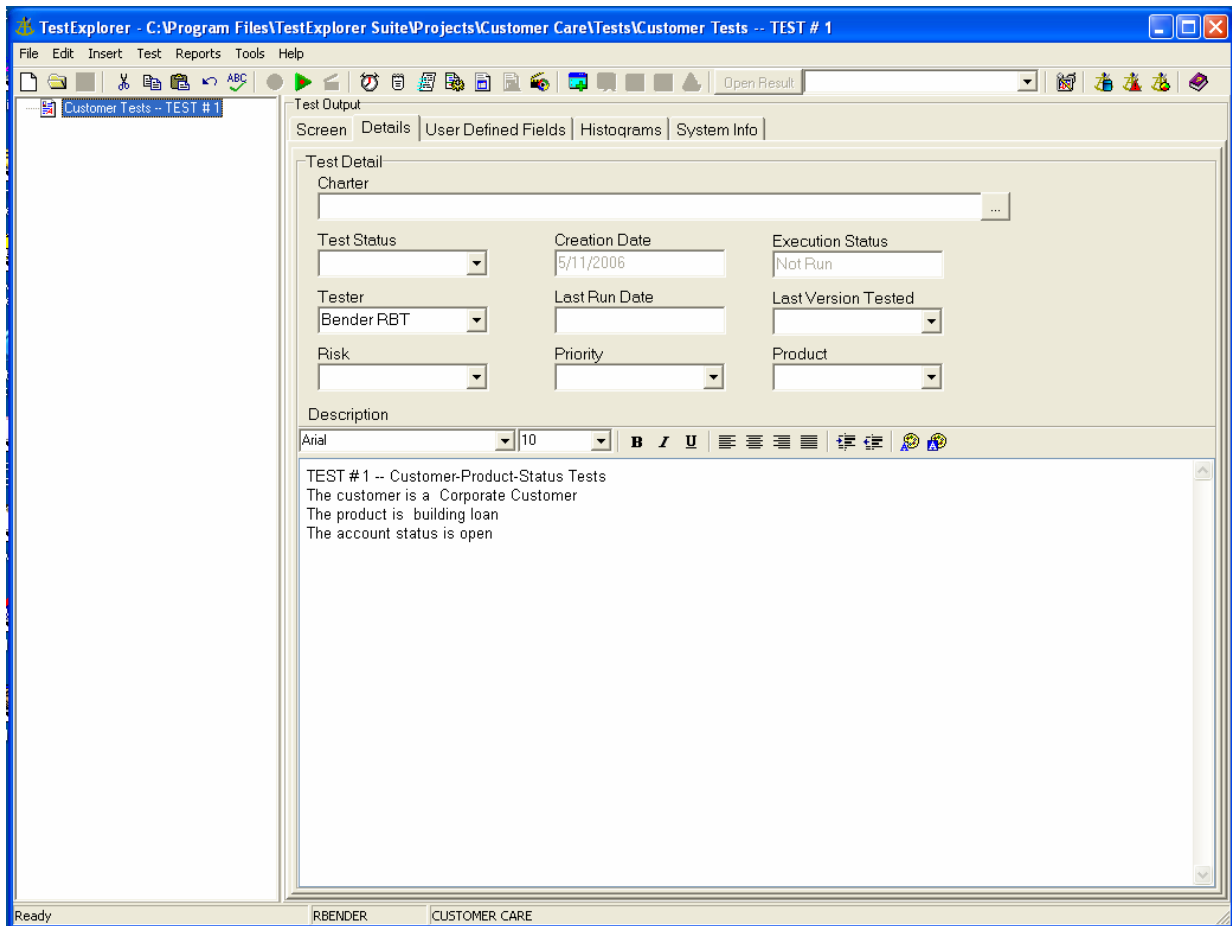 TestExplorer - C:\Program Files\TestExplorer Suite\Projects\Customer Care\Tests\Customer Tests -- TEST # 1
File Edit Insert Test Reports Tools Help
ABC
Open Result
Customer Tests -- TEST # 1
Test Output
Screen Details User Defined Fields Histograms System Info
Test Detail
Charter
...
Test Status Creation Date Execution Status
5/11/2006 Not Run
Tester Last Run Date Last Version Tested
Bender RBT
Risk Priority Product
Description
Arial 10 B I U
TEST # 1 -- Customer-Product-Status Tests
The customer is a  Corporate Customer
The product is  building loan
The account status is open
Ready RBENDER CUSTOMER CARE